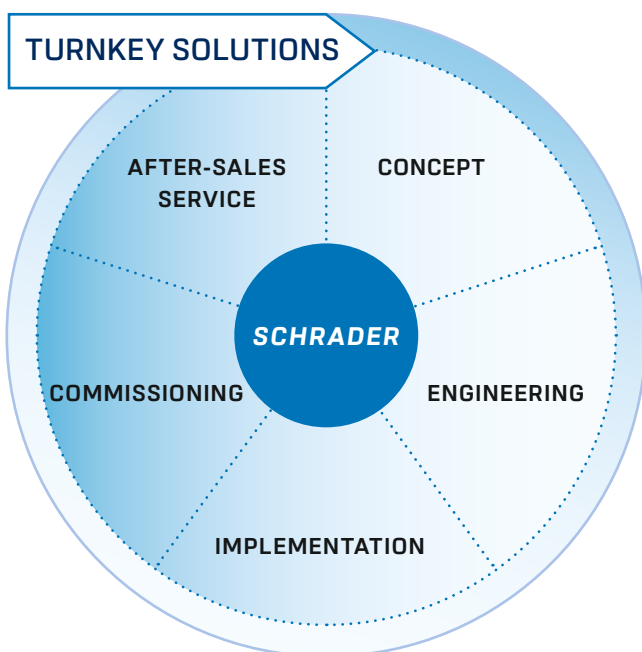 TURNKEY SOLUTIONS
AFTER-SALES
SERVICE
CONCEPT
SCHRADER
COMMISSIONING
ENGINEERING
IMPLEMENTATION